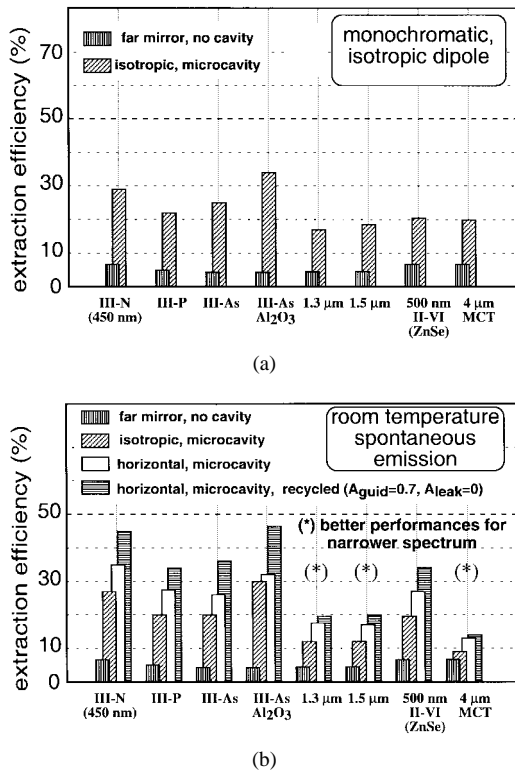 extraction efficiency (%)
70
50
30
10
0
far mirror, no cavity
isotropic, microcavity
monochromatic,
isotropic dipole
III-N
(450 nm)
III-P
III-As
III-As
Al2O3
1.3 µm
1.5 µm
500 nm
II-VI
(ZnSe)
4 µm
MCT
(a)
extraction efficiency (%)
50
30
10
0
far mirror, no cavity
isotropic, microcavity
horizontal, microcavity
horizontal, microcavity, recycled (Aguid=0.7, Aleak=0)
room temperature
spontaneous
emission
(*) better performances for
narrower spectrum
(*)
(*)
(*)
III-N
(450 nm)
III-P
III-As
III-As
Al2O3
1.3 µm
1.5 µm
500 nm
II-VI
(ZnSe)
4 µm
MCT
(b)